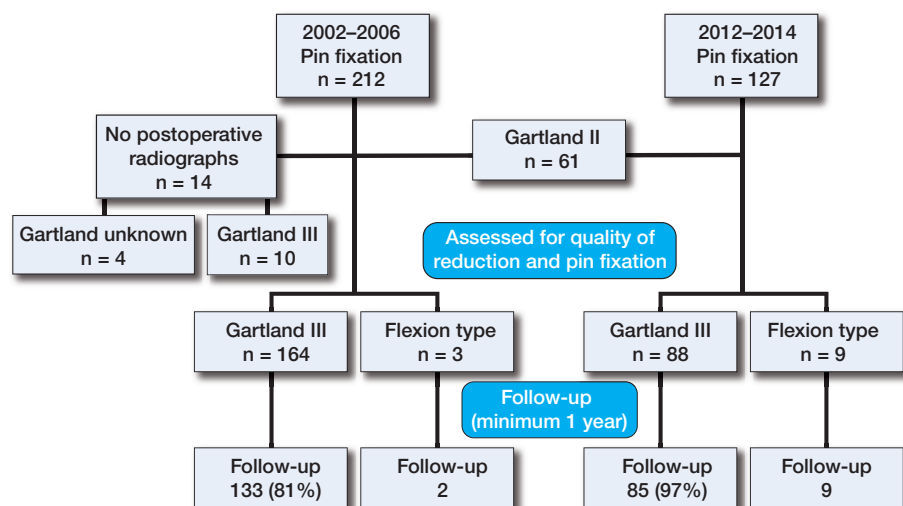 2002–2006
Pin fixation
n = 212
2012–2014
Pin fixation
n = 127
No postoperative
radiographs
n = 14
Gartland II
n = 61
Gartland unknown
n = 4
Gartland III
n = 10
Assessed for quality of
reduction and pin fixation
Gartland III
n = 164
Flexion type
n = 3
Gartland III
n = 88
Flexion type
n = 9
Follow-up
(minimum 1 year)
Follow-up
133 (81%)
Follow-up
2
Follow-up
85 (97%)
Follow-up
9